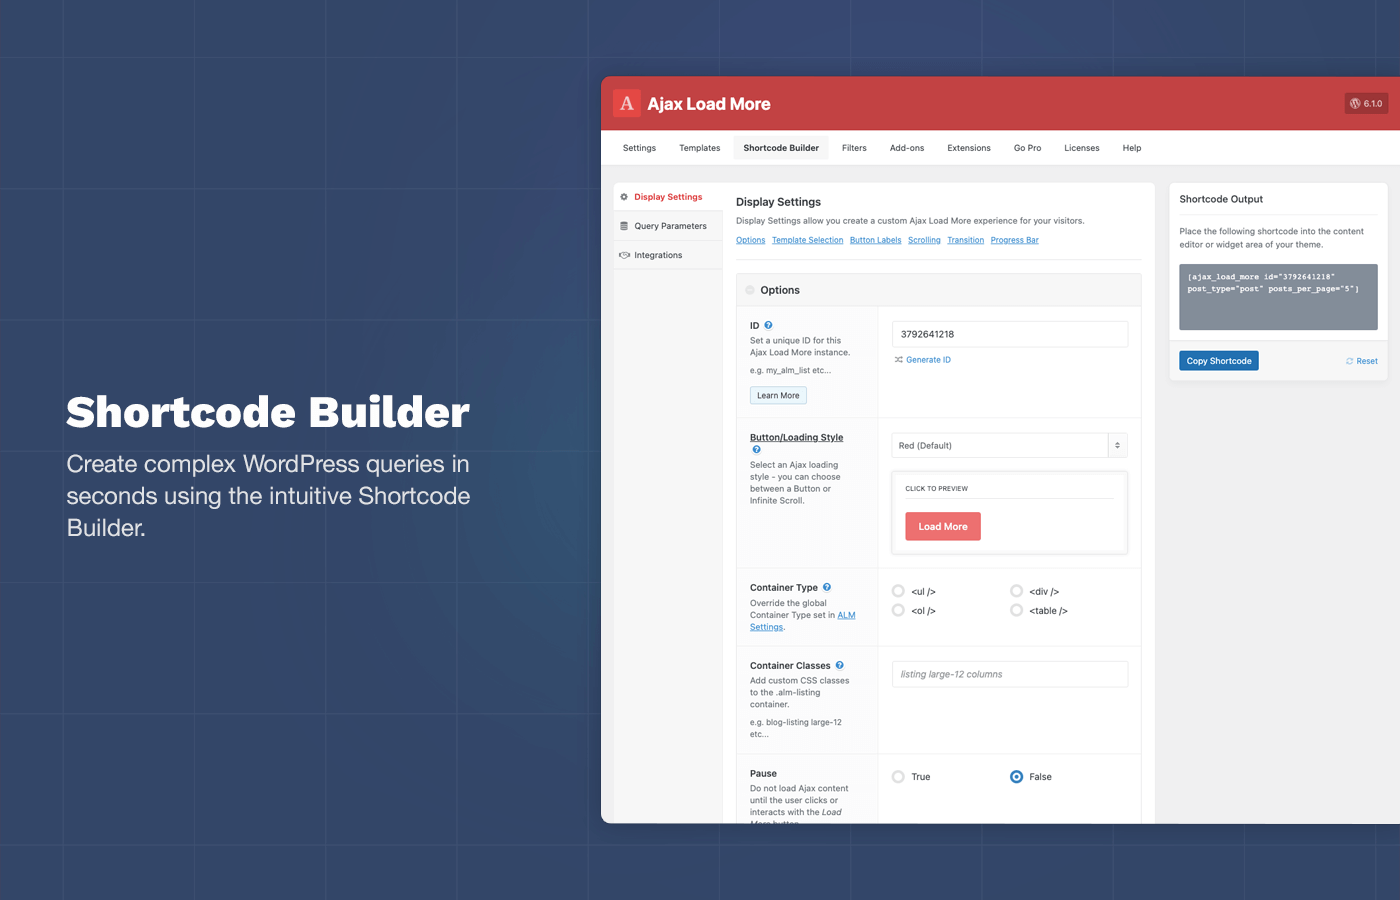 Shortcode Builder
Create complex WordPress queries in
seconds using the intuitive Shortcode
Builder.
A Ajax Load More
6.1.0
Settings Templates Shortcode Builder Filters Add-ons Extensions Go Pro Licenses Help
Display Settings
Query Parameters
Integrations
Display Settings
Display Settings allow you create a custom Ajax Load More experience for your visitors.
Options Template Selection Button Labels Scrolling Transition Progress Bar
Options
ID ?
Set a unique ID for this
Ajax Load More instance.
e.g. my_alm_list etc...
Learn More
3792641218
Generate ID
Button/Loading Style
?
Select an Ajax loading
style - you can choose
between a Button or
Infinite Scroll.
Red (Default)
CLICK TO PREVIEW
Load More
Container Type ?
Override the global
Container Type set in ALM
Settings.
<ul /> <div />
<ol /> <table />
Container Classes ?
Add custom CSS classes
to the .alm-listing
container.
e.g. blog-listing large-12
etc...
listing large-12 columns
Pause
Do not load Ajax content
until the user clicks or
interacts with the Load
More button.
True False
Shortcode Output
Place the following shortcode into the content
editor or widget area of your theme.
[ajax_load_more id="3792641218"
post_type="post" posts_per_page="5"]
Copy Shortcode
Reset